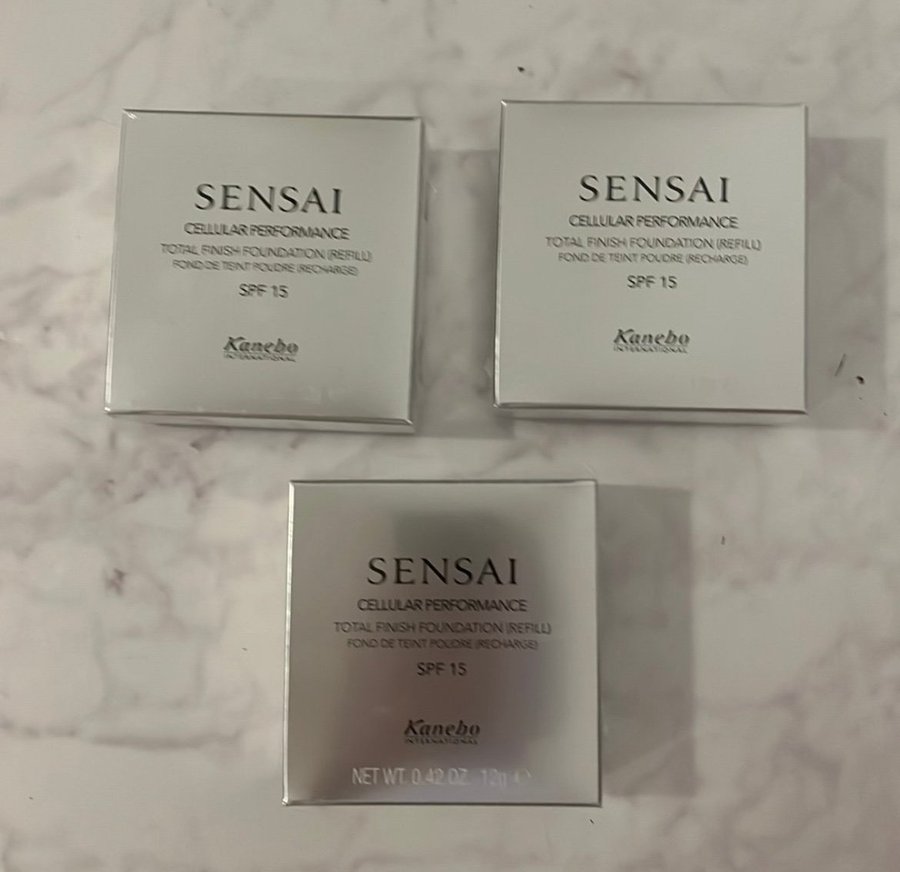 SENSAI
CELLULAR PERFORMANCE
TOTAL FINISH FOUNDATION (REFILL)
FOND DE TEINT POUDRE (RECHARGE)
SPF 15
Kanebo
INTERNATIONAL
SENSAI
CELLULAR PERFORMANCE
TOTAL FINISH FOUNDATION (REFILL)
FOND DE TEINT POUDRE (RECHARGE)
SPF 15
Kanebo
INTERNATIONAL
SENSAI
CELLULAR PERFORMANCE
TOTAL FINISH FOUNDATION (REFILL)
FOND DE TEINT POUDRE (RECHARGE)
SPF 15
Kanebo
INTERNATIONAL
NET WT. 0.42 OZ. 12g e